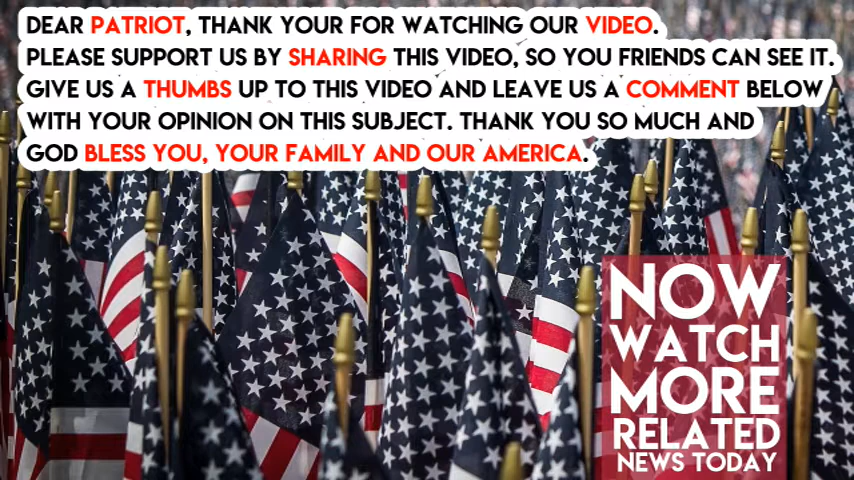 DEAR PATRIOT, THANK YOUR FOR WATCHING OUR VIDEO.
PLEASE SUPPORT US BY SHARING THIS VIDEO, SO YOU FRIENDS CAN SEE IT.
GIVE US A THUMBS UP TO THIS VIDEO AND LEAVE US A COMMENT BELOW
WITH YOUR OPINION ON THIS SUBJECT. THANK YOU SO MUCH AND
GOD BLESS YOU, YOUR FAMILY AND OUR AMERICA.
NOW
WATCH
MORE
RELATED
NEWS TODAY